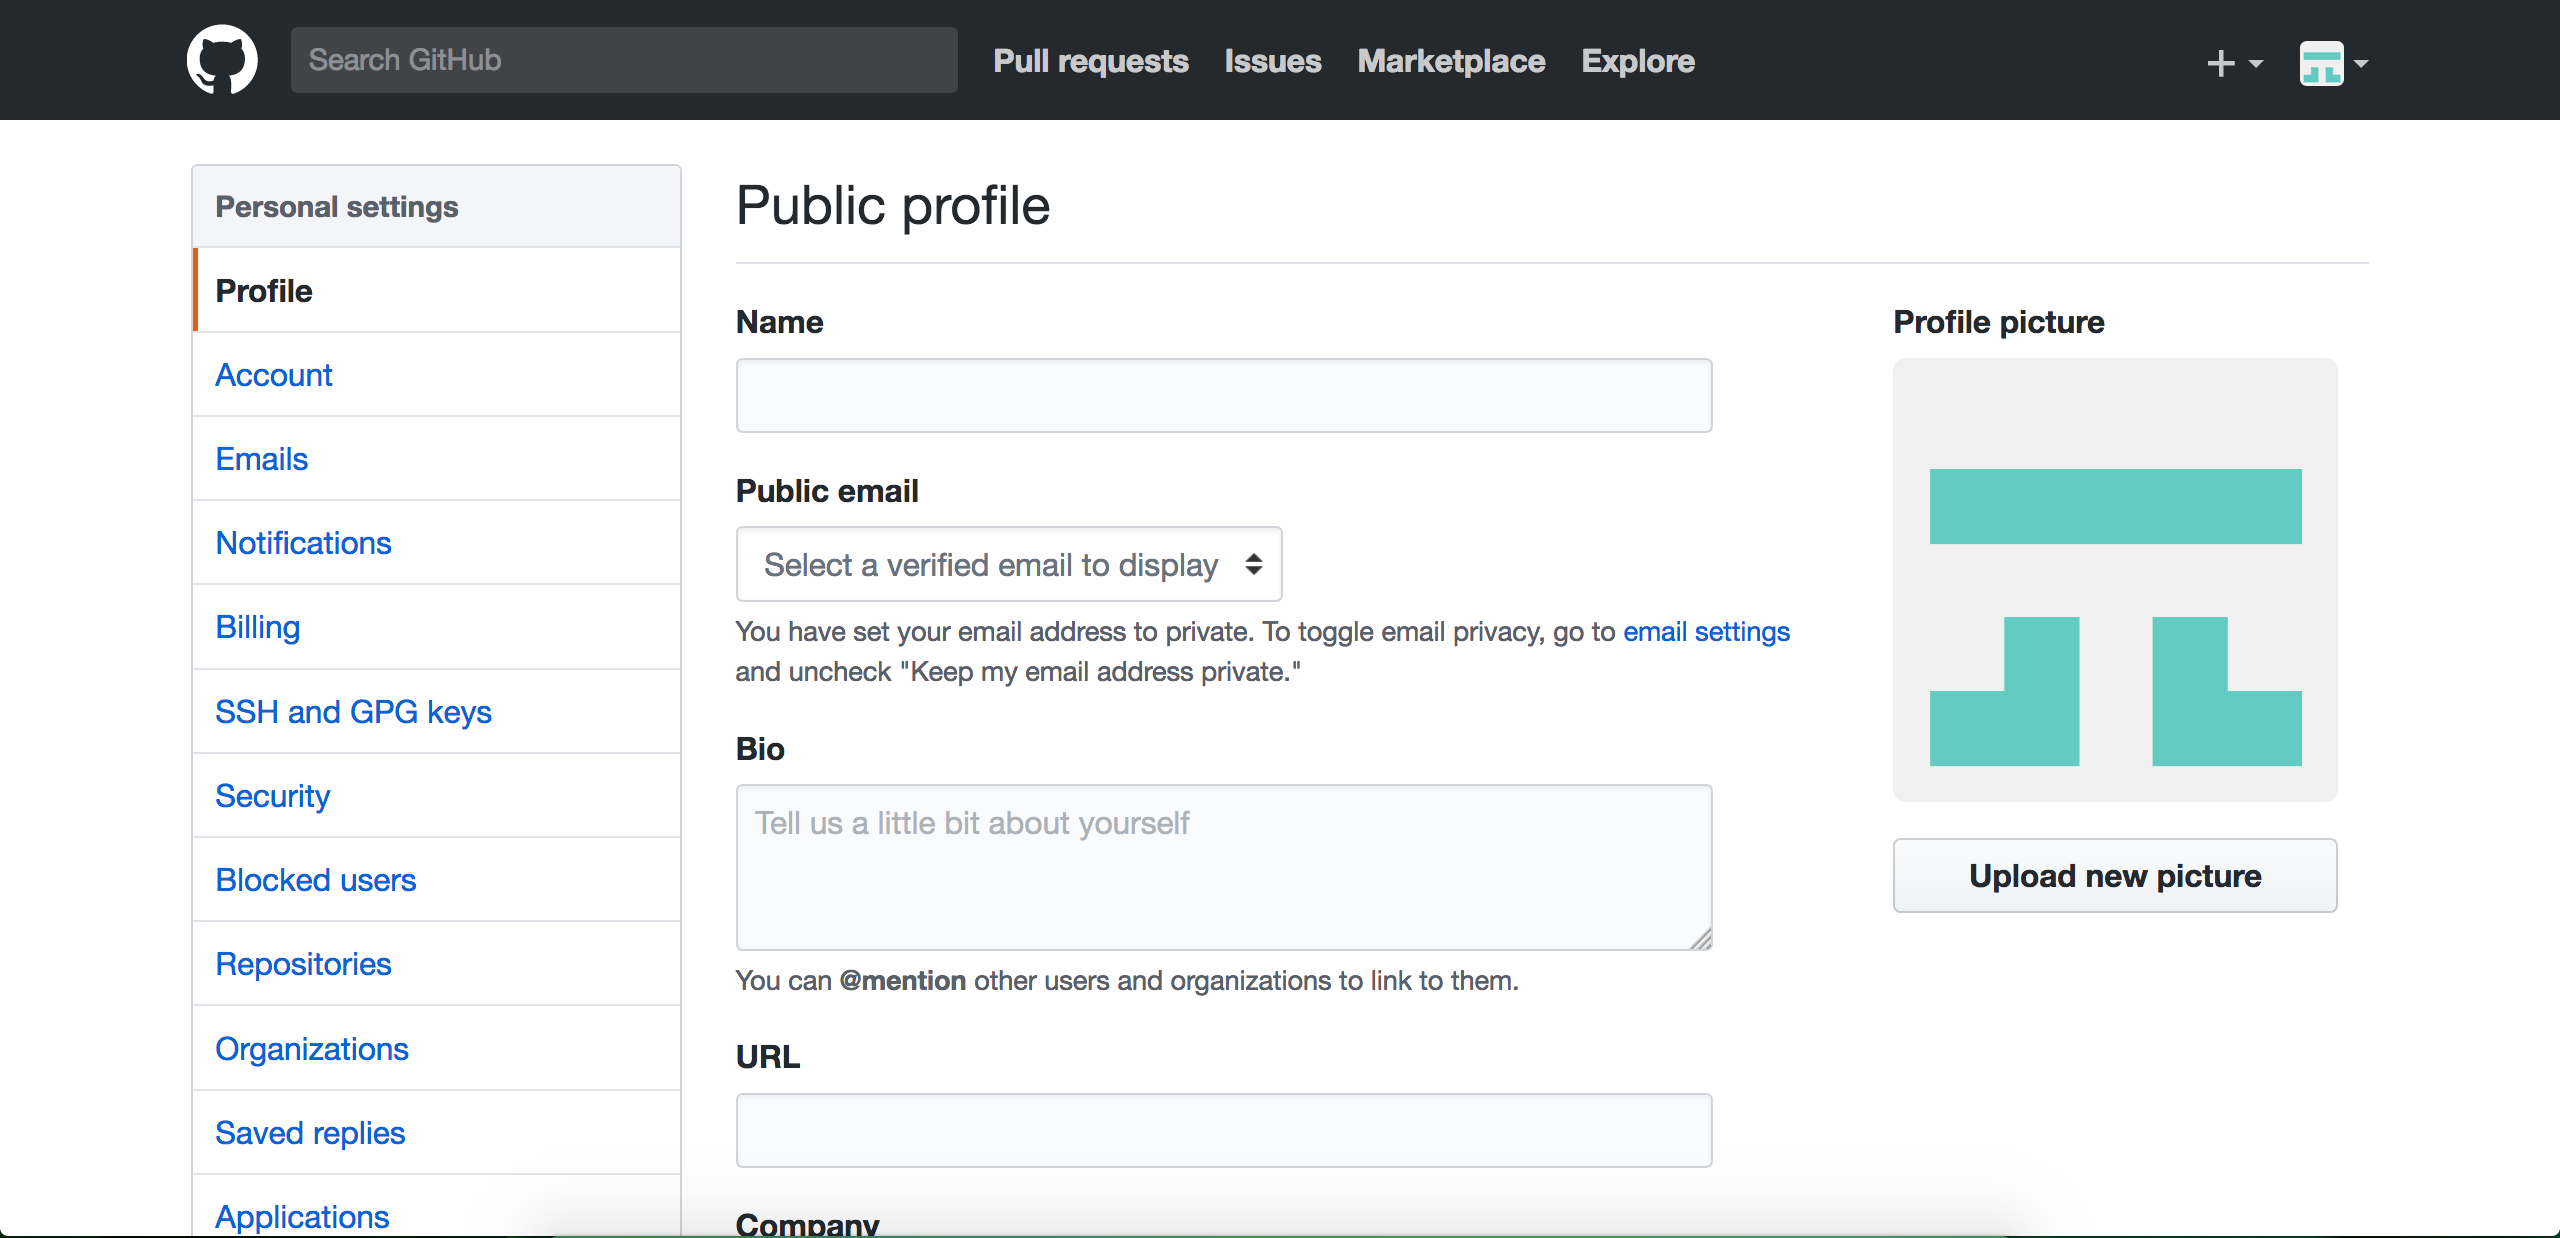 Search GitHub
Pull requests Issues Marketplace Explore
Personal settings
Profile
Account
Emails
Notifications
Billing
SSH and GPG keys
Security
Blocked users
Repositories
Organizations
Saved replies
Applications
Public profile
Name
Public email
Select a verified email to display
You have set your email address to private. To toggle email privacy, go to email settings
and uncheck "Keep my email address private."
Bio
Tell us a little bit about yourself
You can @mention other users and organizations to link to them.
URL
Company
Profile picture
Upload new picture